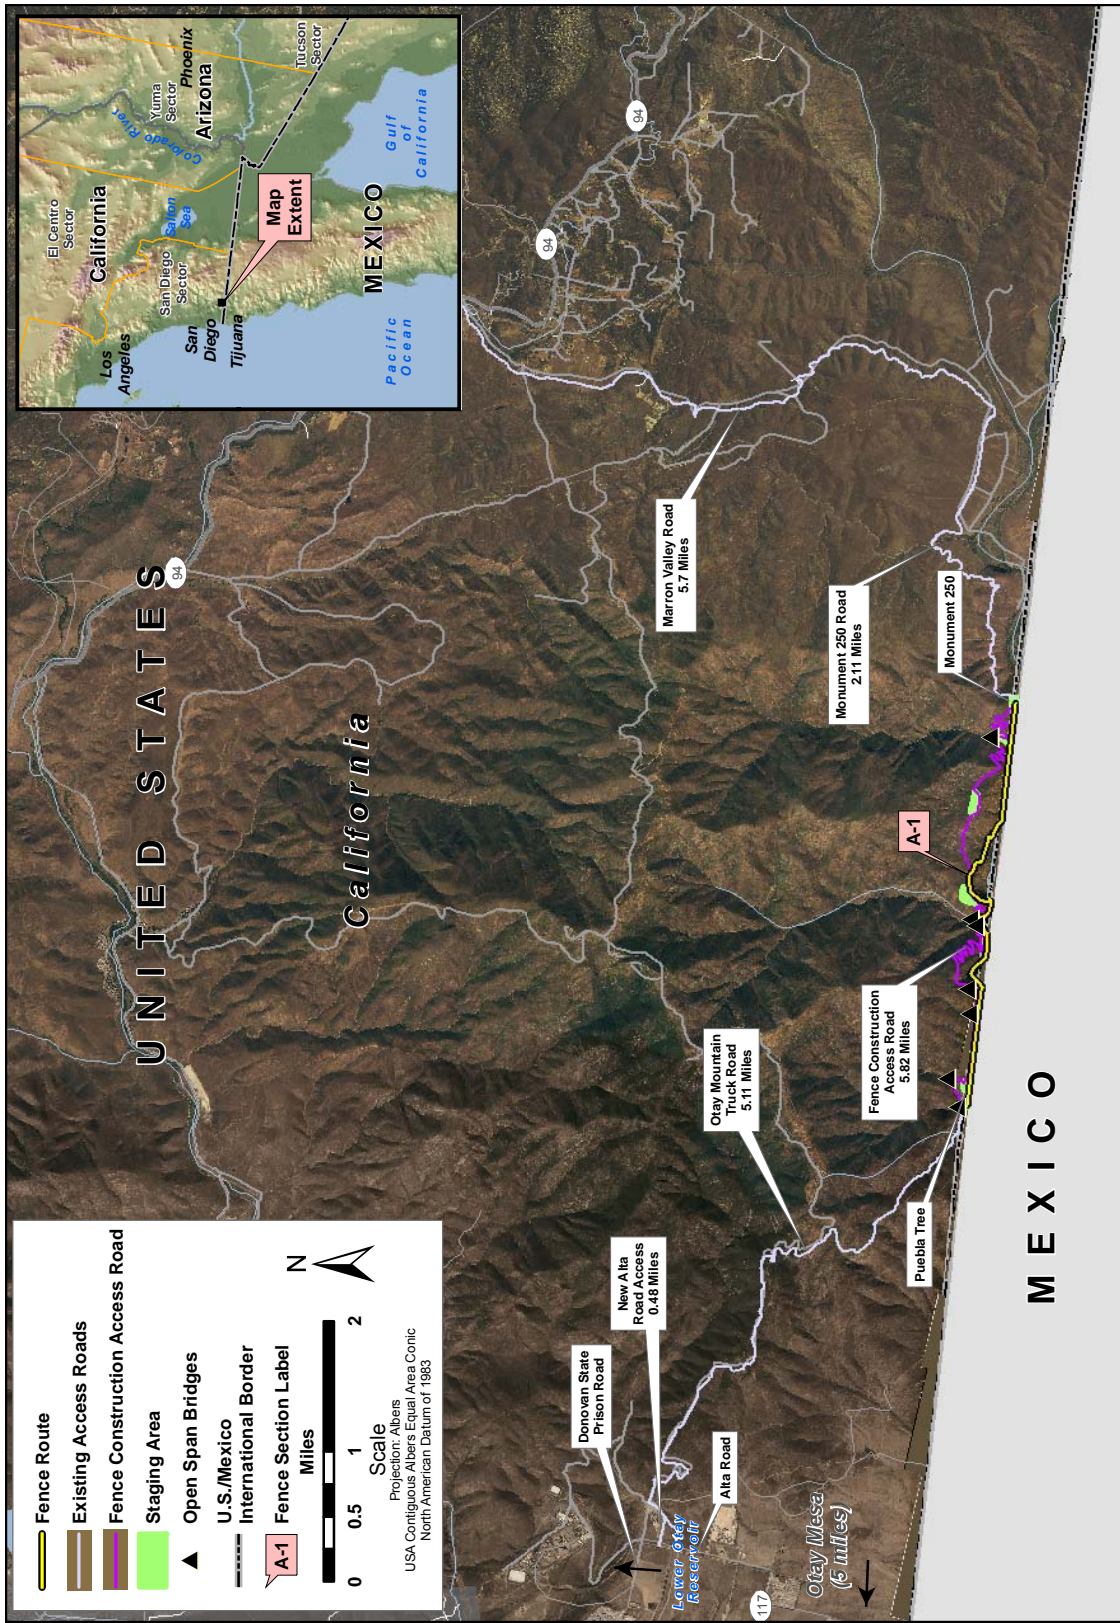 Fence Route
Existing Access Roads
Fence Construction Access Road
Staging Area
Open Span Bridges
U.S./Mexico
International Border
A-1
Fence Section Label
Miles
0
0.5
1
2
Scale
Projection: Albers
USA Contiguous Albers Equal Area Conic
North American Datum of 1983
N
El Centro
Sector
California
Los
Angeles
San Diego
Sector
San
Diego
Tijuana
Salton
Sea
Colorado River
Yuma
Sector
Arizona
Phoenix
Tucson
Sector
Map
Extent
MEXICO
Pacific
Ocean
Gulf
of
California
UNITED STATES
California
94
94
94
Marron Valley Road
5.7 Miles
Monument 250 Road
2.11 Miles
Monument 250
A-1
Fence Construction
Access Road
5.82 Miles
Otay Mountain
Truck Road
5.11 Miles
Puebla Tree
New Alta
Road Access
0.48 Miles
Donovan State
Prison Road
Alta Road
Lower Otay
Reservoir
Otay Mesa
(5 miles)
117
MEXICO